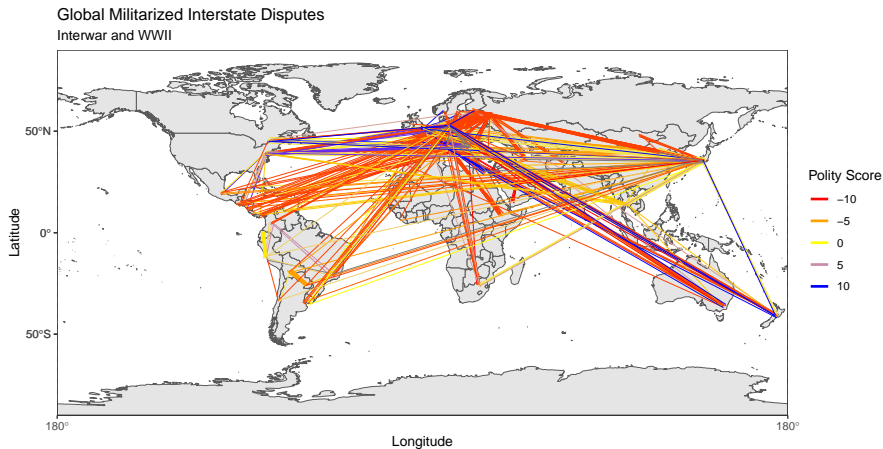 Global Militarized Interstate Disputes
Interwar and WWII
50°N
0°
50°S
Latitude
180°
180°
Longitude
Polity Score
−10
−5
0
5
10